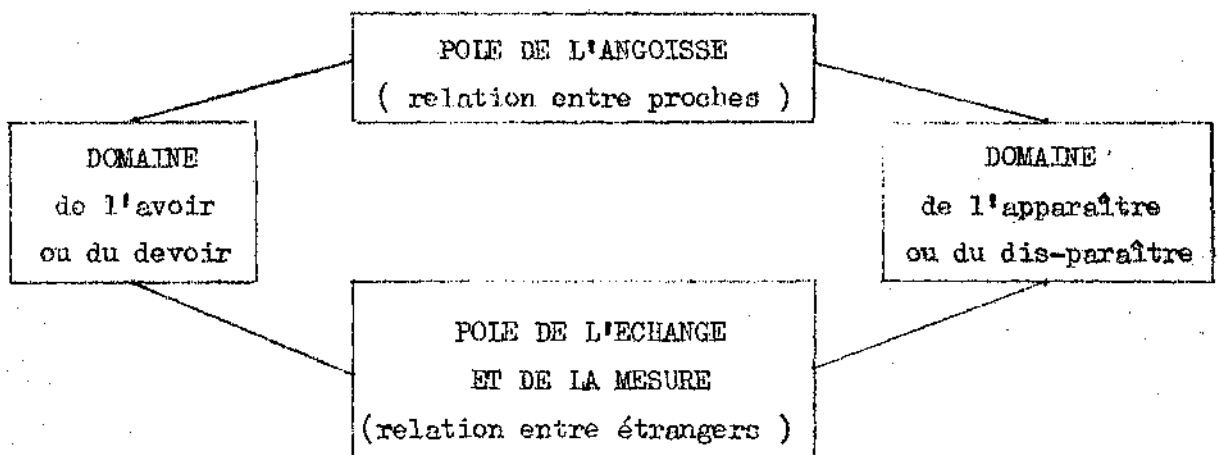 POLE DE L'ANGOISSE
( relation entre proches )
DOMAINE
de l'avoir
ou du devoir
DOMAINE
de l'apparaître
ou du dis-paraître
POLE DE L'ECHANGE
ET DE LA MESURE
(relation entre étrangers )